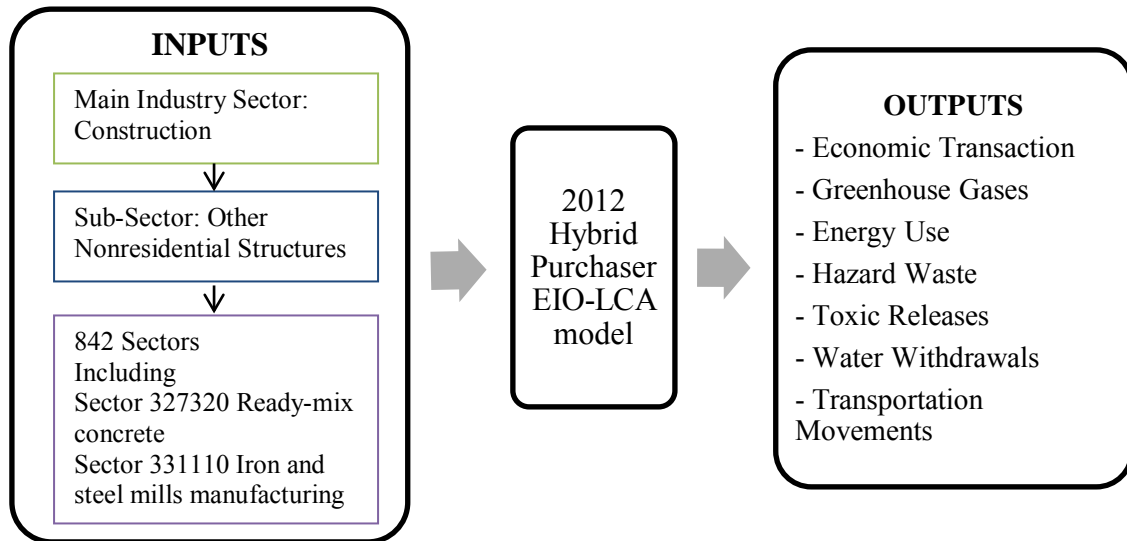 INPUTS
Main Industry Sector:
Construction
Sub-Sector: Other
Nonresidential Structures
842 Sectors
Including
Sector 327320 Ready-mix
concrete
Sector 331110 Iron and
steel mills manufacturing
2012
Hybrid
Purchaser
EIO-LCA
model
OUTPUTS
- Economic Transaction
- Greenhouse Gases
- Energy Use
- Hazard Waste
- Toxic Releases
- Water Withdrawals
- Transportation
Movements